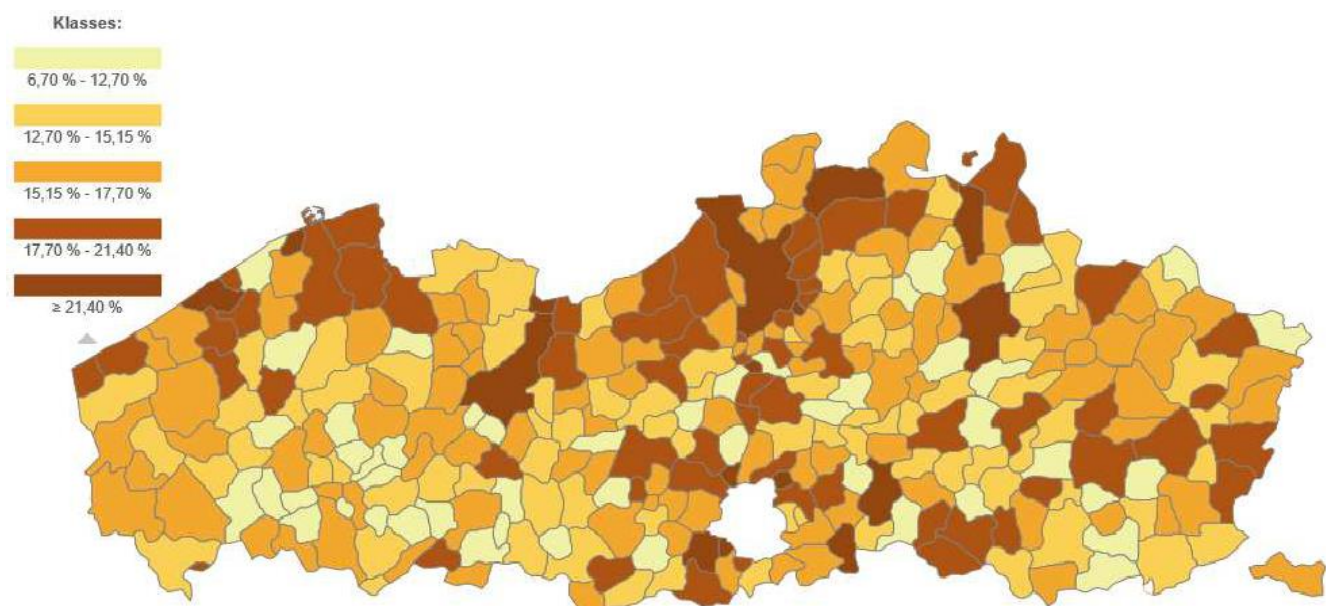 Klasses:
6,70 % - 12,70 %
12,70 % - 15,15 %
15,15 % - 17,70 %
17,70 % - 21,40 %
≥ 21,40 %